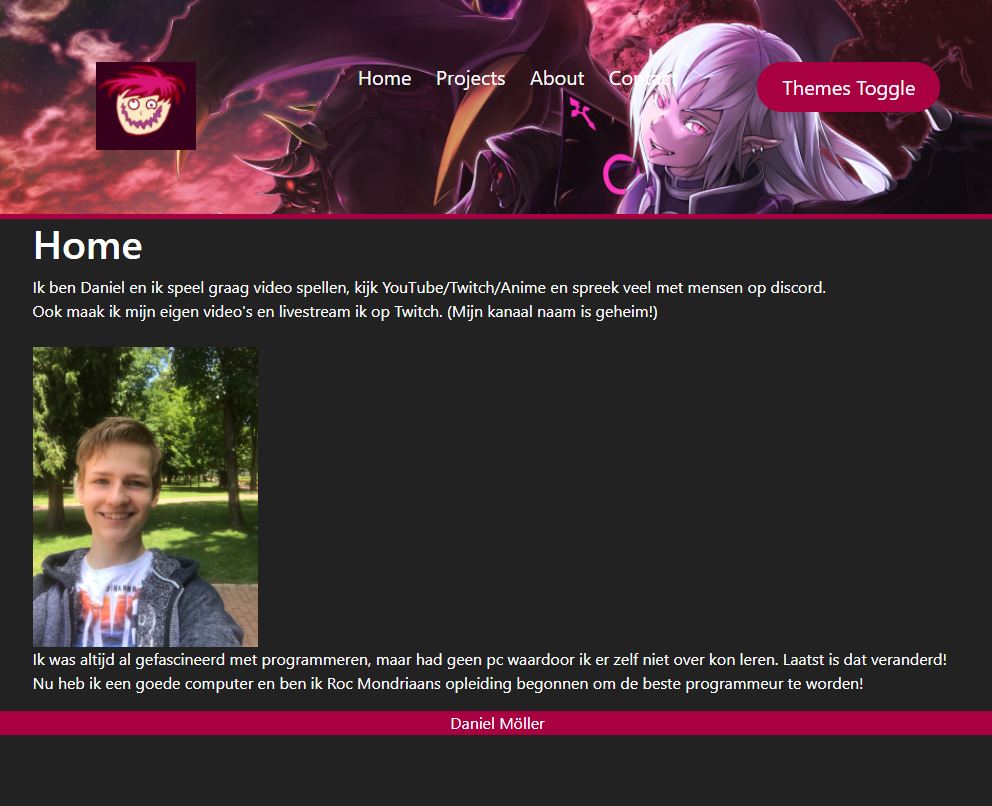 Home Projects About Contact Themes Toggle
Home
Ik ben Daniel en ik speel graag video spellen, kijk YouTube/Twitch/Anime en spreek veel met mensen op discord.
Ook maak ik mijn eigen video's en livestream ik op Twitch. (Mijn kanaal naam is geheim!)
Ik was altijd al gefascineerd met programmeren, maar had geen pc waardoor ik er zelf niet over kon leren. Laatst is dat veranderd!
Nu heb ik een goede computer en ben ik Roc Mondriaans opleiding begonnen om de beste programmeur te worden!
Daniel Möller